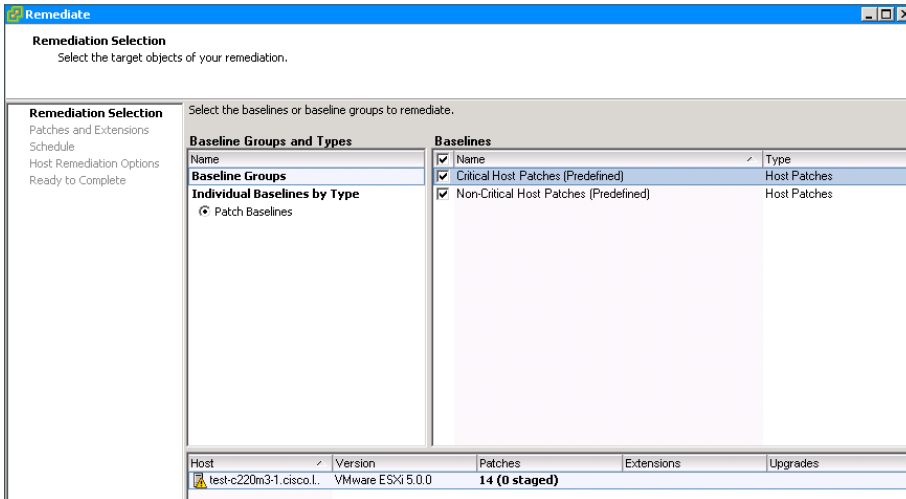 Remediate
Remediation Selection
Select the target objects of your remediation.
Remediation Selection
Patches and Extensions
Schedule
Host Remediation Options
Ready to Complete
Select the baselines or baseline groups to remediate.
Baseline Groups and Types
Name
Baseline Groups
Individual Baselines by Type
Patch Baselines
Baselines
Name Type
Critical Host Patches (Predefined) Host Patches
Non-Critical Host Patches (Predefined) Host Patches
Host Version Patches Extensions Upgrades
test-c220m3-1.cisco.l... VMware ESXi 5.0.0 14 (0 staged)